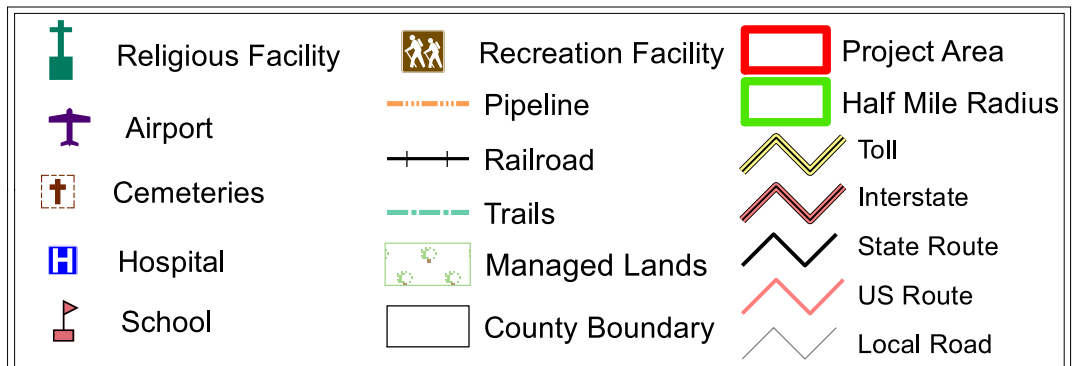 Religious Facility
Airport
Cemeteries
H
Hospital
School
Recreation Facility
Pipeline
Railroad
Trails
Managed Lands
County Boundary
Project Area
Half Mile Radius
Toll
Interstate
State Route
US Route
Local Road